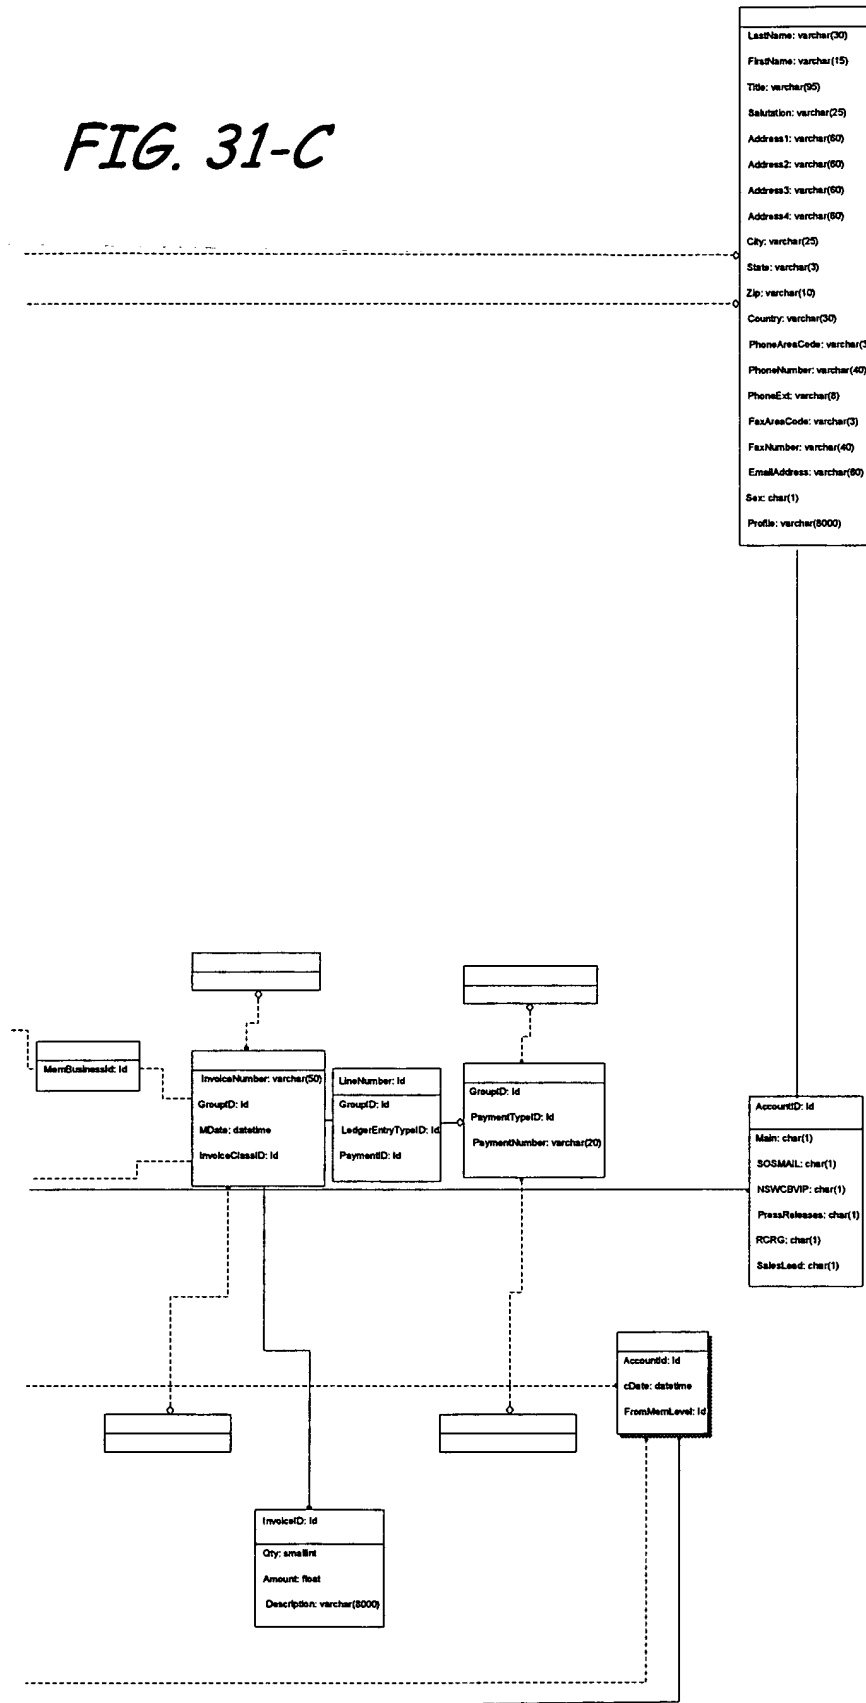 FIG. 31-C
LastName: varchar(30)
FirstName: varchar(15)
Title: varchar(95)
Salutation: varchar(25)
Address1: varchar(60)
Address2: varchar(60)
Address3: varchar(60)
Address4: varchar(60)
City: varchar(25)
State: varchar(3)
Zip: varchar(10)
Country: varchar(30)
PhoneAreaCode: varchar(3
PhoneNumber: varchar(40)
PhoneExt: varchar(8)
FaxAreaCode: varchar(3)
FaxNumber: varchar(40)
EmailAddress: varchar(60)
Sex: char(1)
Profile: varchar(8000)
MemBusinessId: Id
InvoiceNumber: varchar(50)
GroupID: Id
MDate: datetime
InvoiceClassID: Id
LineNumber: Id
GroupID: Id
LedgerEntryTypeID: Id
PaymentID: Id
GroupID: Id
PaymentTypeID: Id
PaymentNumber: varchar(20)
AccountID: Id
Main: char(1)
SOSMAIL: char(1)
NSWCBVIP: char(1)
PressReleases: char(1)
RCRG: char(1)
SalesLead: char(1)
AccountId: Id
cDate: datetime
FromMemLevel: Id
InvoiceID: Id
Qty: smallint
Amount: float
Description: varchar(8000)